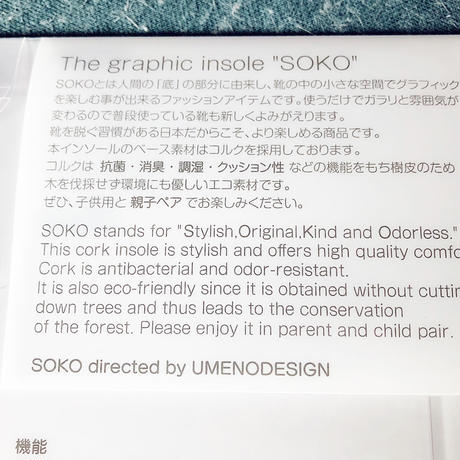 The graphic insole "SOKO"
SOKOとは人間の「底」の部分に由来し、靴の中の小さな空間でグラフィック
を楽しむ事が出来るファッションアイテムです。使うだけでガラリと雰囲気が
変わるので普段使っている靴も新しくよみがえります。
靴を脱ぐ習慣がある日本だからこそ、より楽しめる商品です。
本インソールのベース素材はコルクを採用しております。
コルクは 抗菌・消臭・調湿・クッション性 などの機能をもち樹皮のため
木を伐採せず環境にも優しいエコ素材です。
ぜひ、子供用と 親子ペア でお楽しみください。
SOKO stands for "Stylish,Original,Kind and Odorless."
This cork insole is stylish and offers high quality comfo
Cork is antibacterial and odor-resistant.
It is also eco-friendly since it is obtained without cuttin
down trees and thus leads to the conservation
of the forest. Please enjoy it in parent and child pair.
SOKO directed by UMENODESIGN
機能